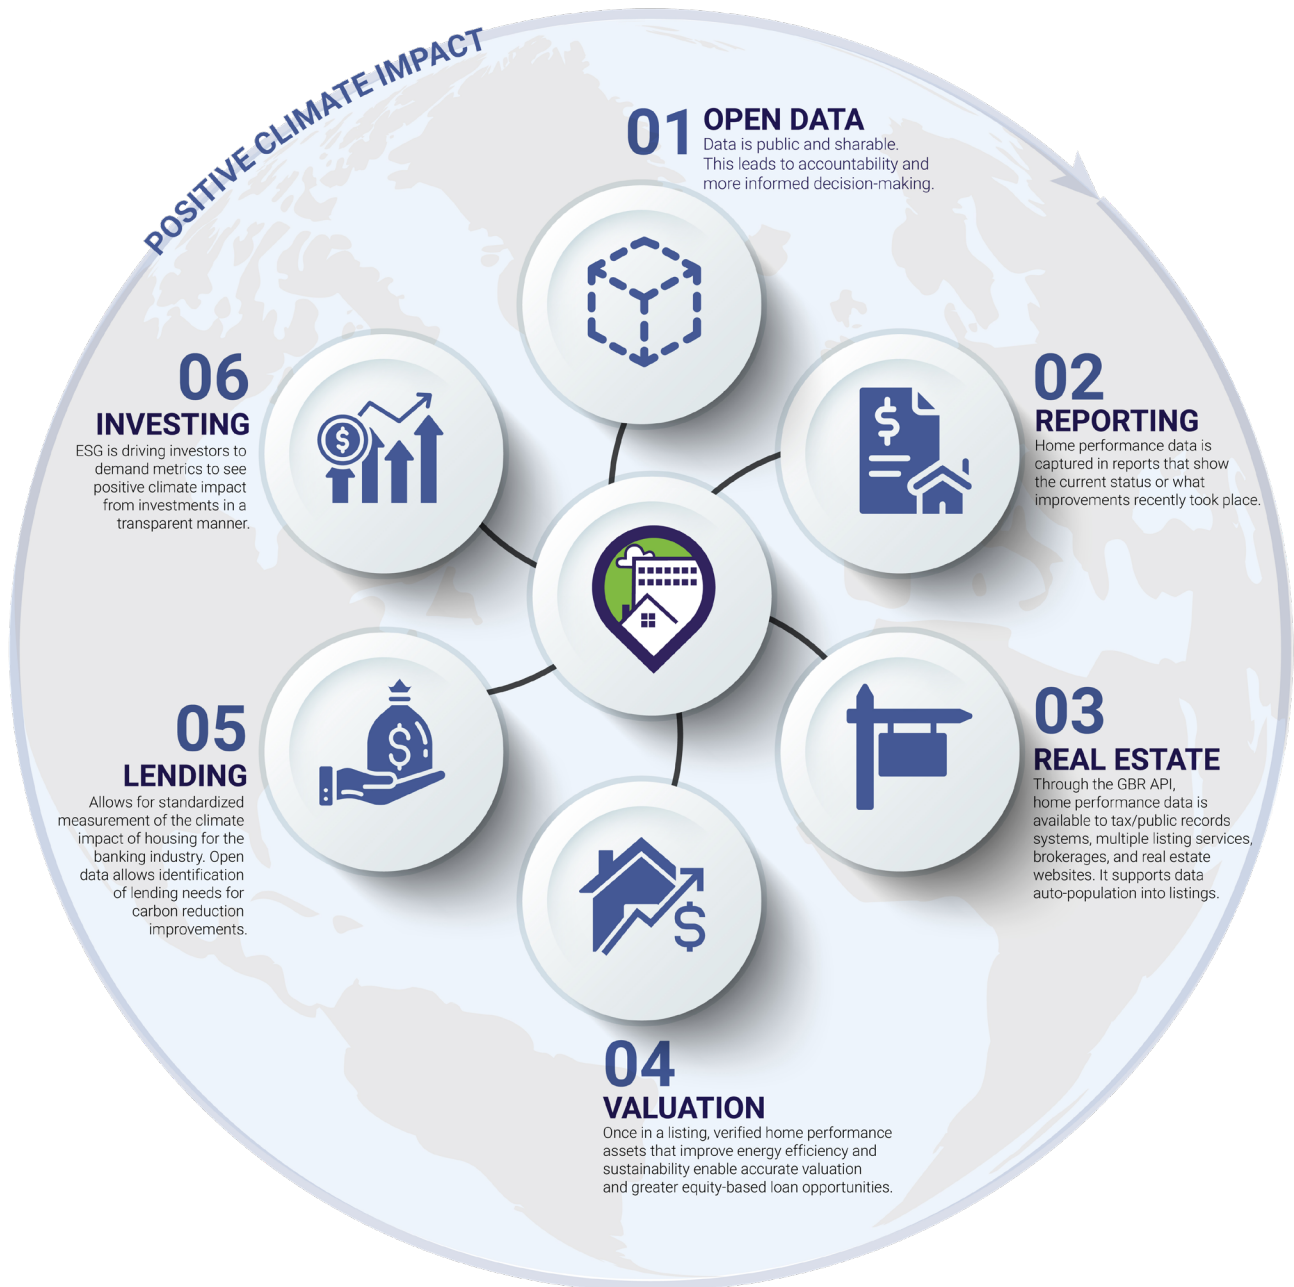 POSITIVE CLIMATE IMPACT
01
OPEN DATA
Data is public and sharable.
This leads to accountability and
more informed decision-making.
02
REPORTING
Home performance data is
captured in reports that show
the current status or what
improvements recently took place.
03
REAL ESTATE
Through the GBR API,
home performance data is
available to tax/public records
systems, multiple listing services,
brokerages, and real estate
websites. It supports data
auto-population into listings.
04
VALUATION
Once in a listing, verified home performance
assets that improve energy efficiency and
sustainability enable accurate valuation
and greater equity-based loan opportunities.
05
LENDING
Allows for standardized
measurement of the climate
impact of housing for the
banking industry. Open
data allows identification
of lending needs for
carbon reduction
improvements.
06
INVESTING
ESG is driving investors to
demand metrics to see
positive climate impact
from investments in a
transparent manner.
$
$
$
$